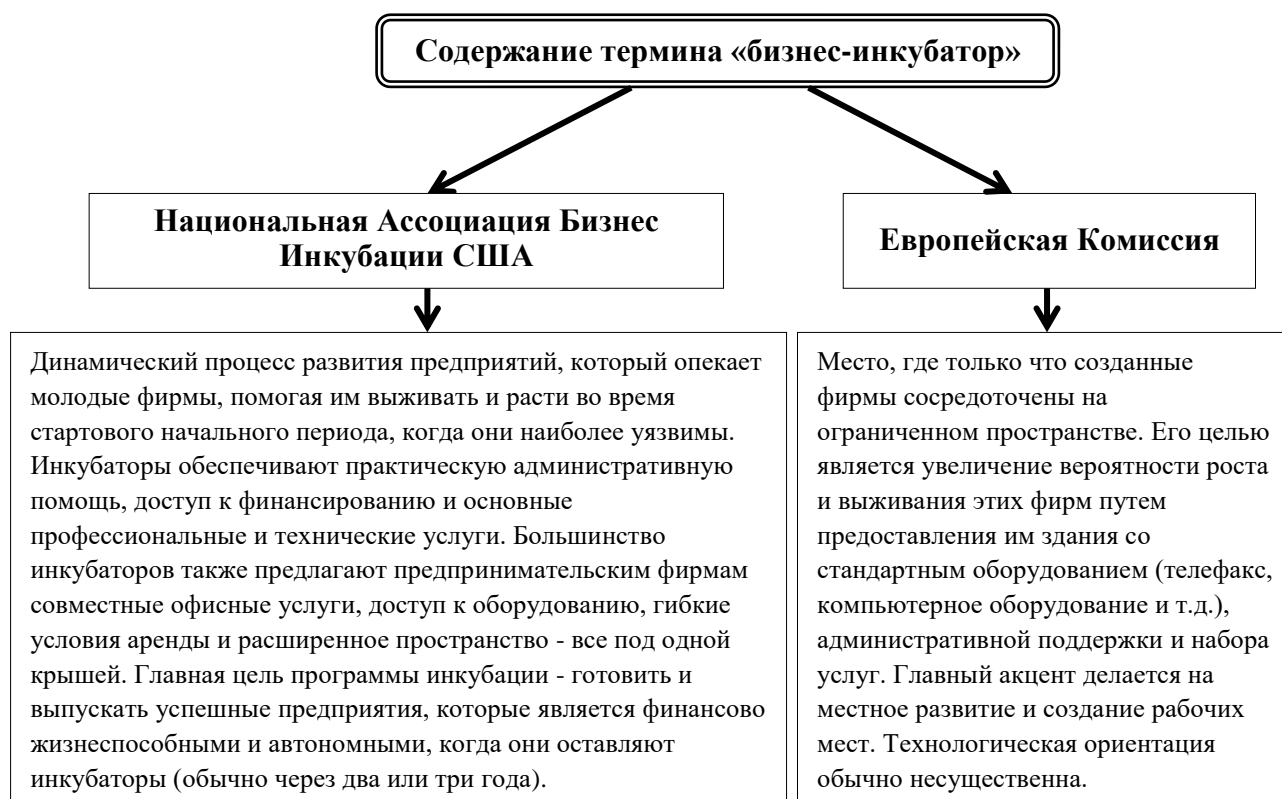 Содержание термина «бизнес-инкубатор»
Национальная Ассоциация Бизнес
Инкубации США
Европейская Комиссия
Динамический процесс развития предприятий, который опекает
молодые фирмы, помогая им выживать и расти во время
стартового начального периода, когда они наиболее уязвимы.
Инкубаторы обеспечивают практическую административную
помощь, доступ к финансированию и основные
профессиональные и технические услуги. Большинство
инкубаторов также предлагают предпринимательским фирмам
совместные офисные услуги, доступ к оборудованию, гибкие
условия аренды и расширенное пространство - все под одной
крышей. Главная цель программы инкубации - готовить и
выпускать успешные предприятия, которые является финансово
жизнеспособными и автономными, когда они оставляют
инкубаторы (обычно через два или три года).
Место, где только что созданные
фирмы сосредоточены на
ограниченном пространстве. Его целью
является увеличение вероятности роста
и выживания этих фирм путем
предоставления им здания со
стандартным оборудованием (телефакс,
компьютерное оборудование и т.д.),
административной поддержки и набора
услуг. Главный акцент делается на
местное развитие и создание рабочих
мест. Технологическая ориентация
обычно несущественна.